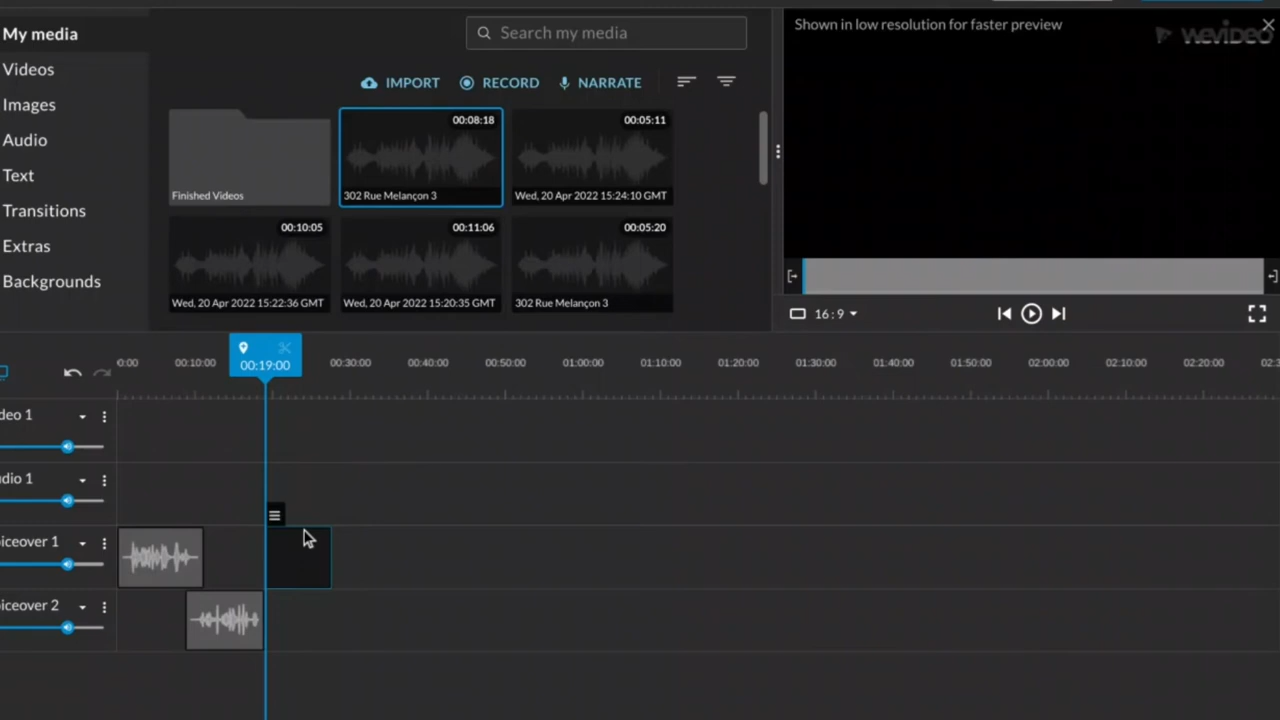 My media
Videos
Images
Audio
Text
Transitions
Extras
Backgrounds
Search my media
IMPORT
RECORD
NARRATE
Finished Videos
00:08:18
302 Rue Melançon 3
00:05:11
Wed, 20 Apr 2022 15:24:10 GMT
00:10:05
Wed, 20 Apr 2022 15:22:36 GMT
00:11:06
Wed, 20 Apr 2022 15:20:35 GMT
00:05:20
302 Rue Melançon 3
Shown in low resolution for faster preview
WEVIDEO
16:9
0:00 00:10:00 00:19:00 00:30:00 00:40:00 00:50:00 01:00:00 01:10:00 01:20:00 01:30:00 01:40:00 01:50:00 02:00:00 02:10:00 02:20:00 02:3
deo 1
dio 1
iceover 1
iceover 2